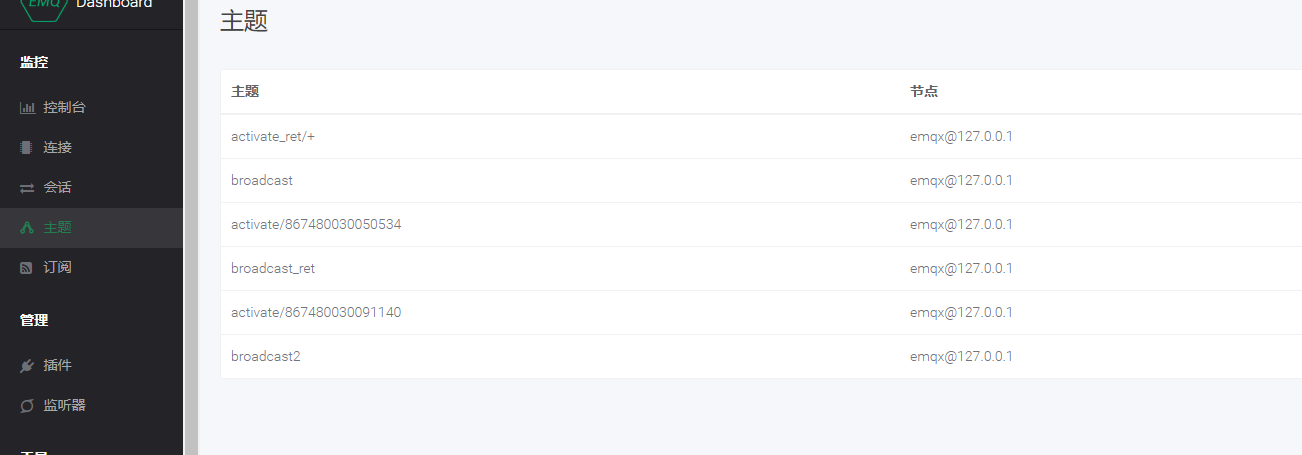 EMQ Dashboard
监控
控制台
连接
会话
主题
订阅
管理
插件
监听器
主题
主题 节点
activate_ret/+ emqx@127.0.0.1
broadcast emqx@127.0.0.1
activate/867480030050534 emqx@127.0.0.1
broadcast_ret emqx@127.0.0.1
activate/867480030091140 emqx@127.0.0.1
broadcast2 emqx@127.0.0.1